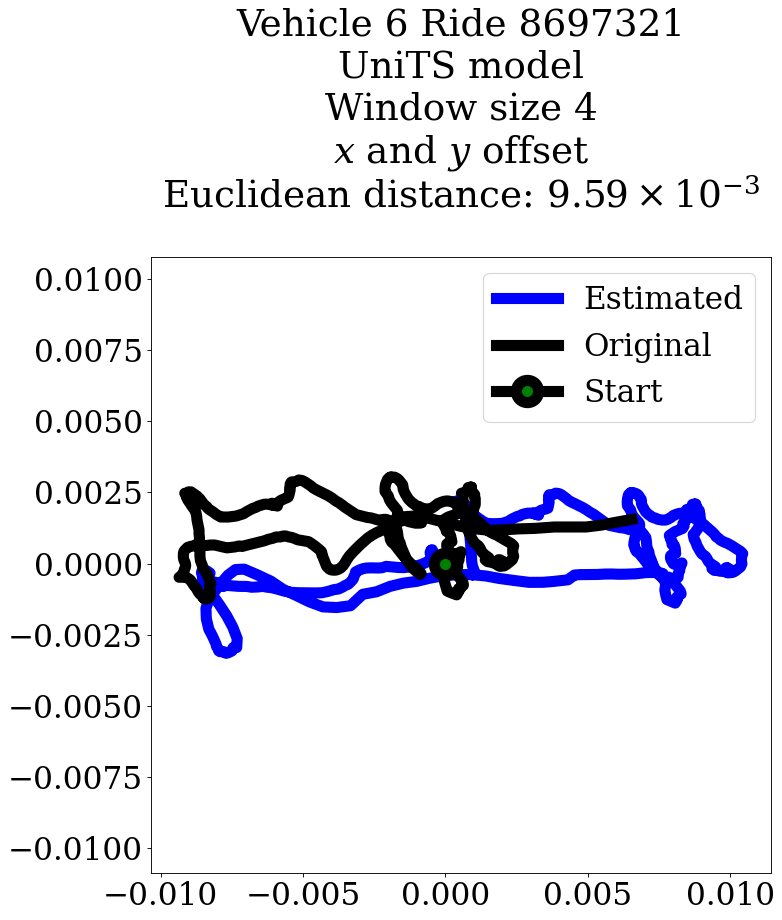 Vehicle 6 Ride 8697321
UniTS model
Window size 4
x and y offset
Euclidean distance: 9.59 × 10⁻³
Estimated
Original
Start
0.0100
0.0075
0.0050
0.0025
0.0000
−0.0025
−0.0050
−0.0075
−0.0100
−0.010 −0.005 0.000 0.005 0.010